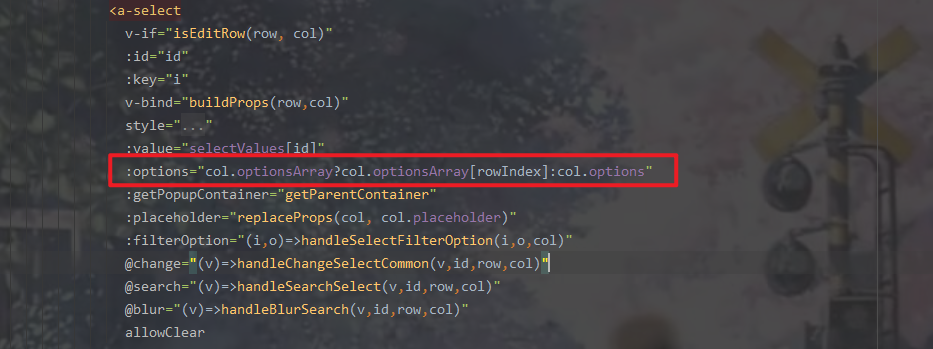 <a-select
v-if="isEditRow(row, col)"
:id="id"
:key="i"
v-bind="buildProps(row,col)"
style="..."
:value="selectValues[id]"
:options="col.optionsArray?col.optionsArray[rowIndex]:col.options"
:getPopupContainer="getParentContainer"
:placeholder="replaceProps(col, col.placeholder)"
:filterOption="(i,o)=>handleSelectFilterOption(i,o,col)"
@change="(v)=>handleChangeSelectCommon(v,id,row,col)"
@search="(v)=>handleSearchSelect(v,id,row,col)"
@blur="(v)=>handleBlurSearch(v,id,row,col)"
allowClear